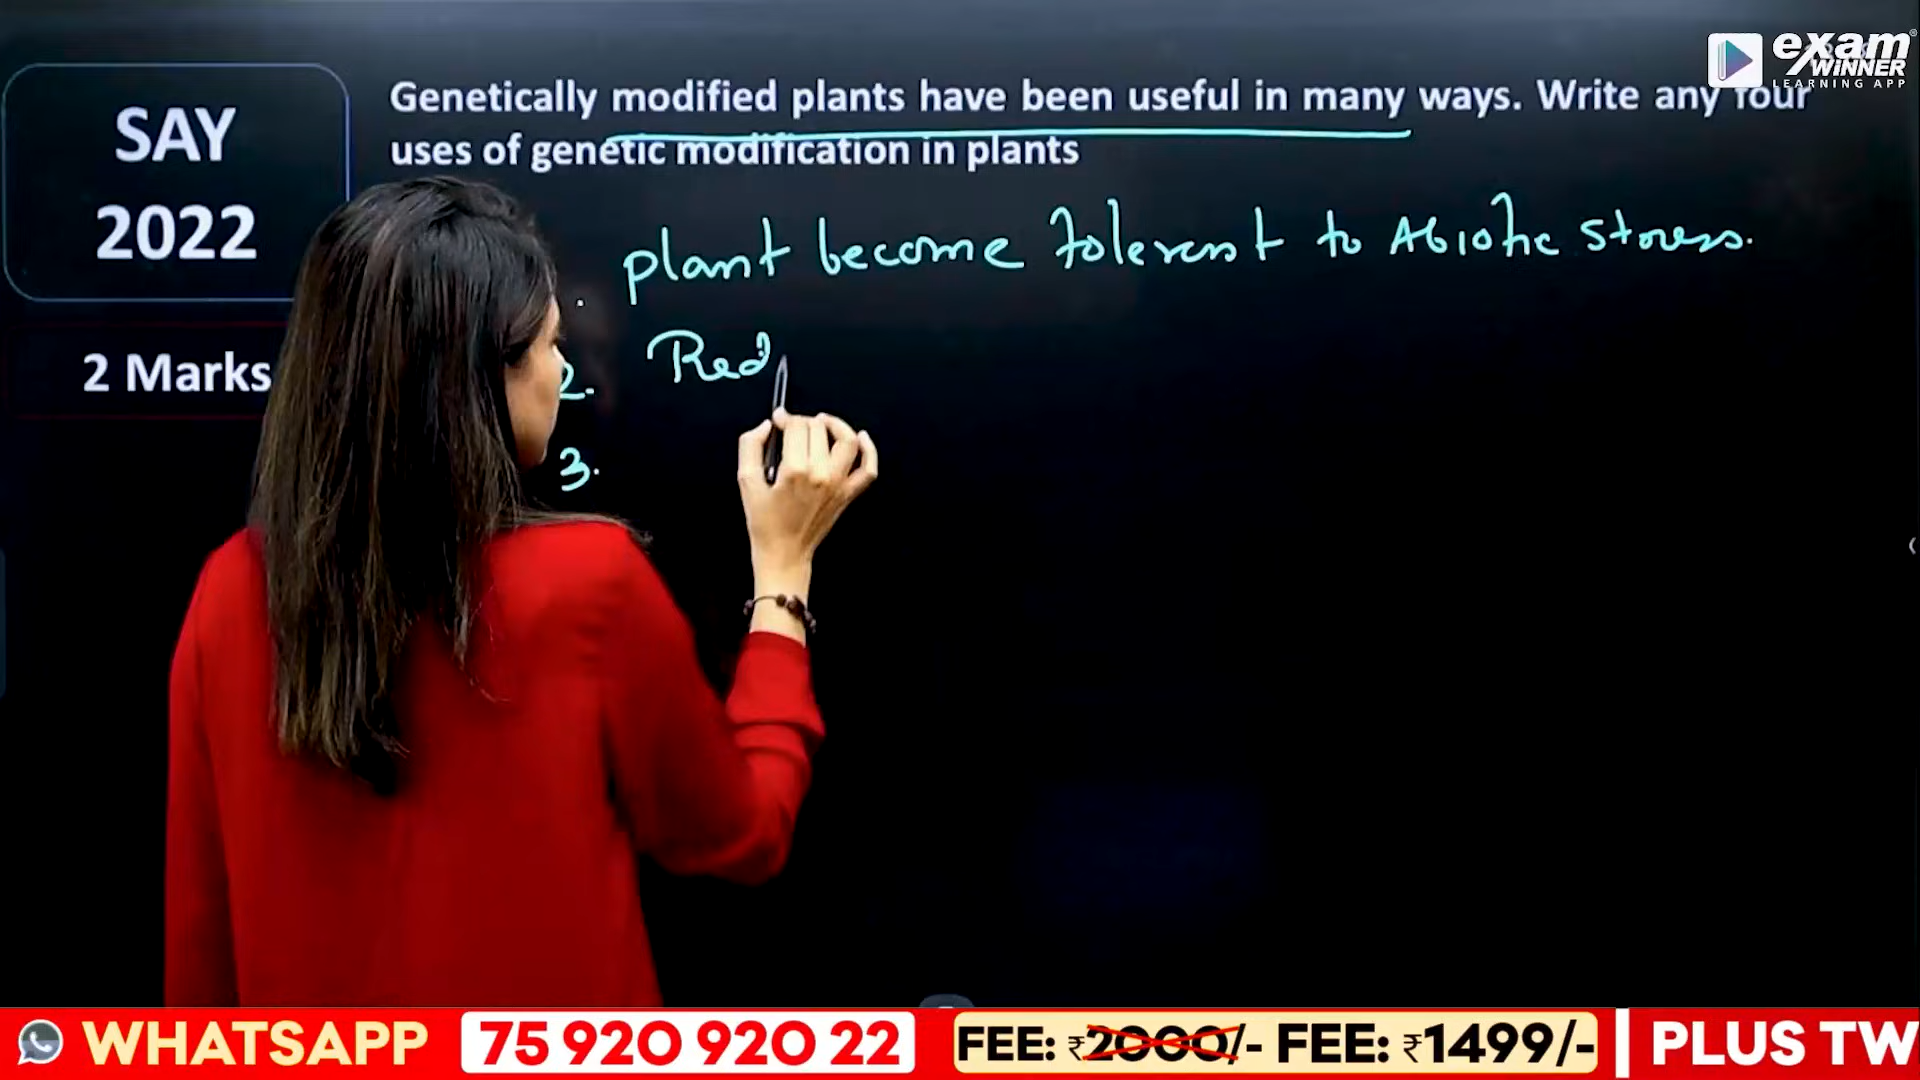 exam
WINNER
LEARNING APP
SAY
2022
2 Marks
Genetically modified plants have been useful in many ways. Write any four
uses of genetic modification in plants
. plant become tolerant to Abiotic stress.
2. Red
3.
WHATSAPP 75 920 920 22 FEE: ₹2000/- FEE: ₹1499/- | PLUS TW